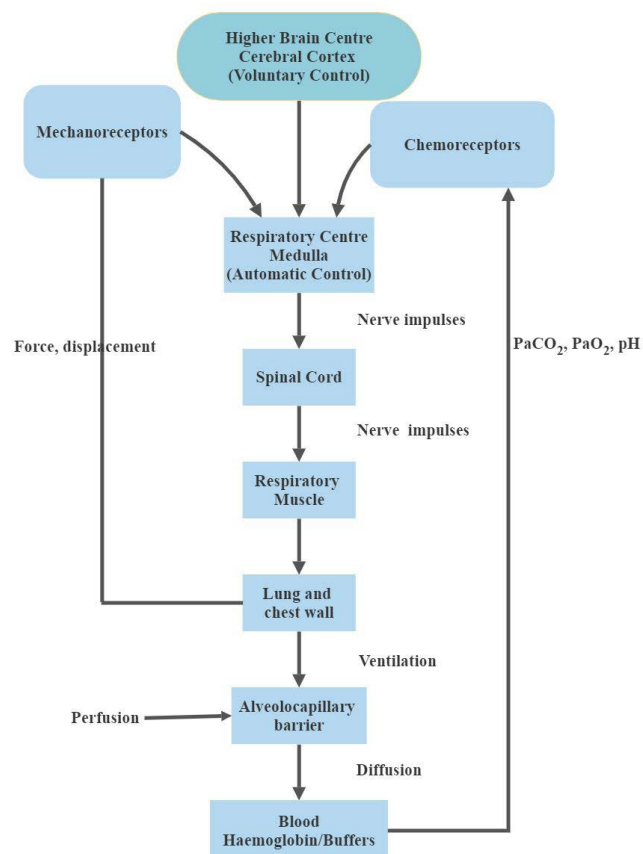 Higher Brain Centre
Cerebral Cortex
(Voluntary Control)
Mechanoreceptors
Chemoreceptors
Respiratory Centre
Medulla
(Automatic Control)
Nerve impulses
Force, displacement
PaCO₂, PaO₂, pH
Spinal Cord
Nerve impulses
Respiratory
Muscle
Lung and
chest wall
Ventilation
Alveolocapillary
barrier
Perfusion
Diffusion
Blood
Haemoglobin/Buffers